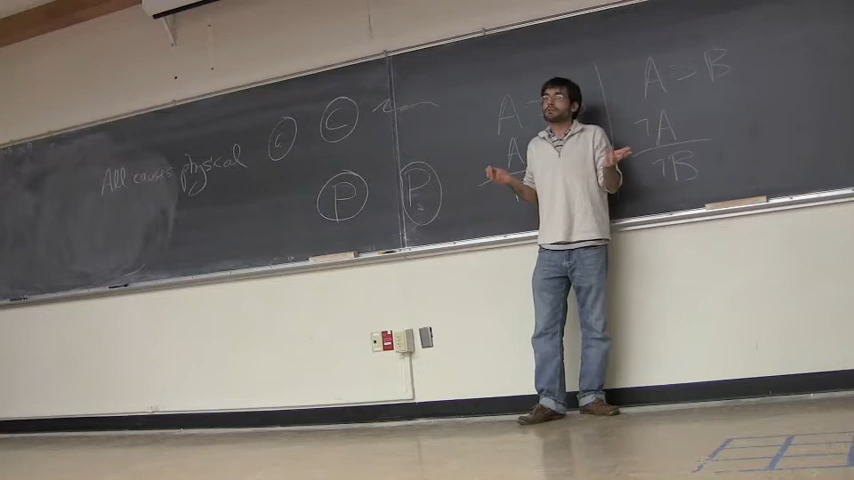 All causes physical
C C
P P
A
A
A ⊃ B
¬A
¬B